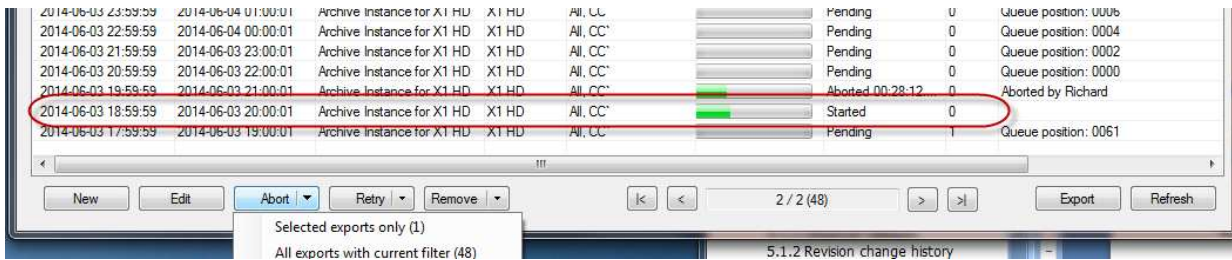 2014-06-03 23:59:59 2014-06-04 01:00:01 Archive Instance for X1 HD X1 HD All, CC` Pending 0 Queue position: 0006
2014-06-03 22:59:59 2014-06-04 00:00:01 Archive Instance for X1 HD X1 HD All, CC` Pending 0 Queue position: 0004
2014-06-03 21:59:59 2014-06-03 23:00:01 Archive Instance for X1 HD X1 HD All, CC` Pending 0 Queue position: 0002
2014-06-03 20:59:59 2014-06-03 22:00:01 Archive Instance for X1 HD X1 HD All, CC` Pending 0 Queue position: 0000
2014-06-03 19:59:59 2014-06-03 21:00:01 Archive Instance for X1 HD X1 HD All, CC` Aborted 00:28:12.... 0 Aborted by Richard
2014-06-03 18:59:59 2014-06-03 20:00:01 Archive Instance for X1 HD X1 HD All, CC` Started 0
2014-06-03 17:59:59 2014-06-03 19:00:01 Archive Instance for X1 HD X1 HD All, CC` Pending 1 Queue position: 0061
New Edit Abort Retry Remove |< < 2 / 2 (48) > >| Export Refresh
Selected exports only (1)
All exports with current filter (48) 5.1.2 Revision change history